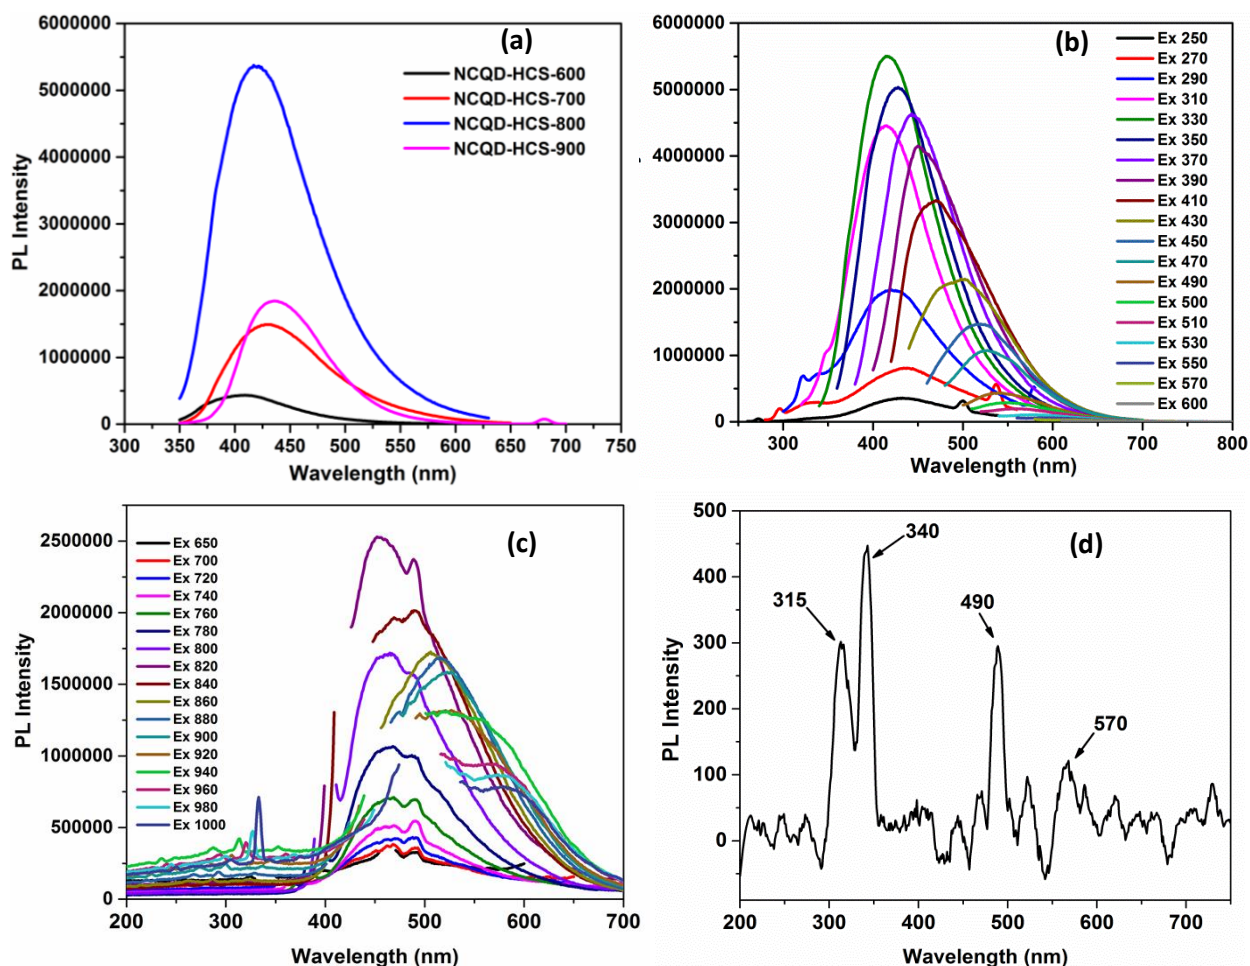 (a)
6000000
5000000
4000000
3000000
2000000
1000000
0
PL Intensity
NCQD-HCS-600
NCQD-HCS-700
NCQD-HCS-800
NCQD-HCS-900
300 350 400 450 500 550 600 650 700 750
Wavelength (nm)
(b)
6000000
5000000
4000000
3000000
2000000
1000000
0
Ex 250
Ex 270
Ex 290
Ex 310
Ex 330
Ex 350
Ex 370
Ex 390
Ex 410
Ex 430
Ex 450
Ex 470
Ex 490
Ex 500
Ex 510
Ex 530
Ex 550
Ex 570
Ex 600
300 400 500 600 700 800
Wavelength (nm)
(c)
2500000
2000000
1500000
1000000
500000
0
PL Intensity
Ex 650
Ex 700
Ex 720
Ex 740
Ex 760
Ex 780
Ex 800
Ex 820
Ex 840
Ex 860
Ex 880
Ex 900
Ex 920
Ex 940
Ex 960
Ex 980
Ex 1000
200 300 400 500 600 700
Wavelength (nm)
(d)
500
400
300
200
100
0
PL Intensity
340
315
490
570
200 300 400 500 600 700
Wavelength (nm)